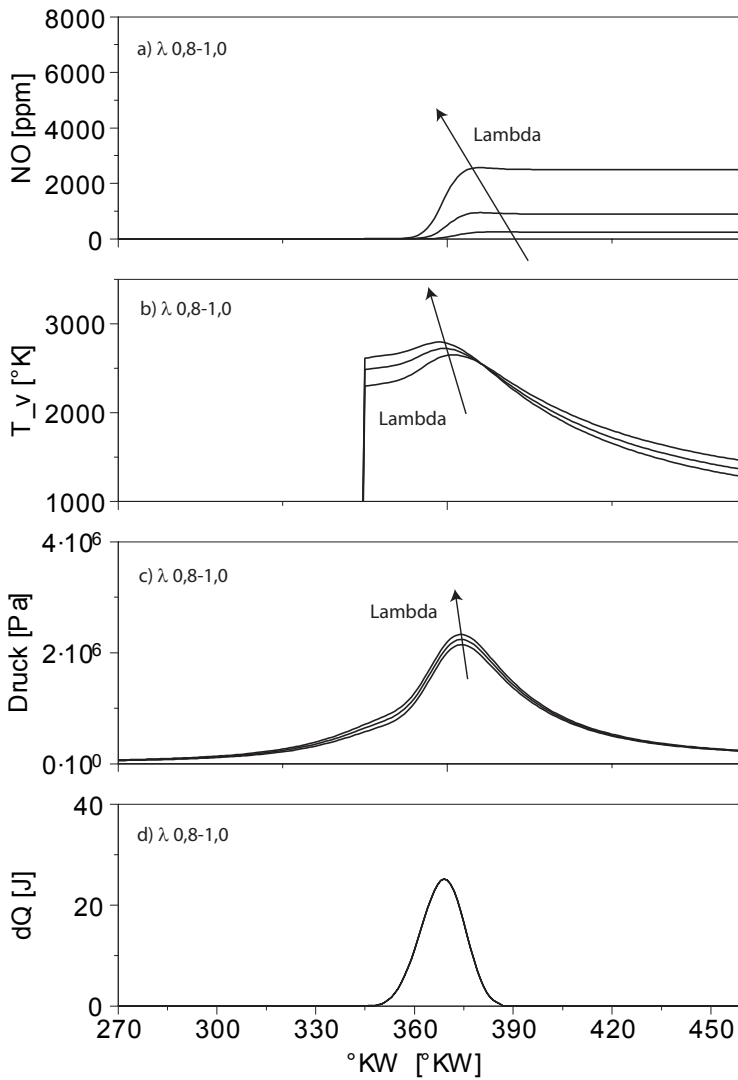 8000
6000
4000
2000
0
NO [ppm]
a) λ 0,8-1,0
Lambda
3000
2000
1000
T_v [°K]
b) λ 0,8-1,0
Lambda
4·10⁶
2·10⁶
0·10⁰
Druck [Pa]
c) λ 0,8-1,0
Lambda
40
20
0
dQ [J]
d) λ 0,8-1,0
270 300 330 360 390 420 450
°KW [°KW]